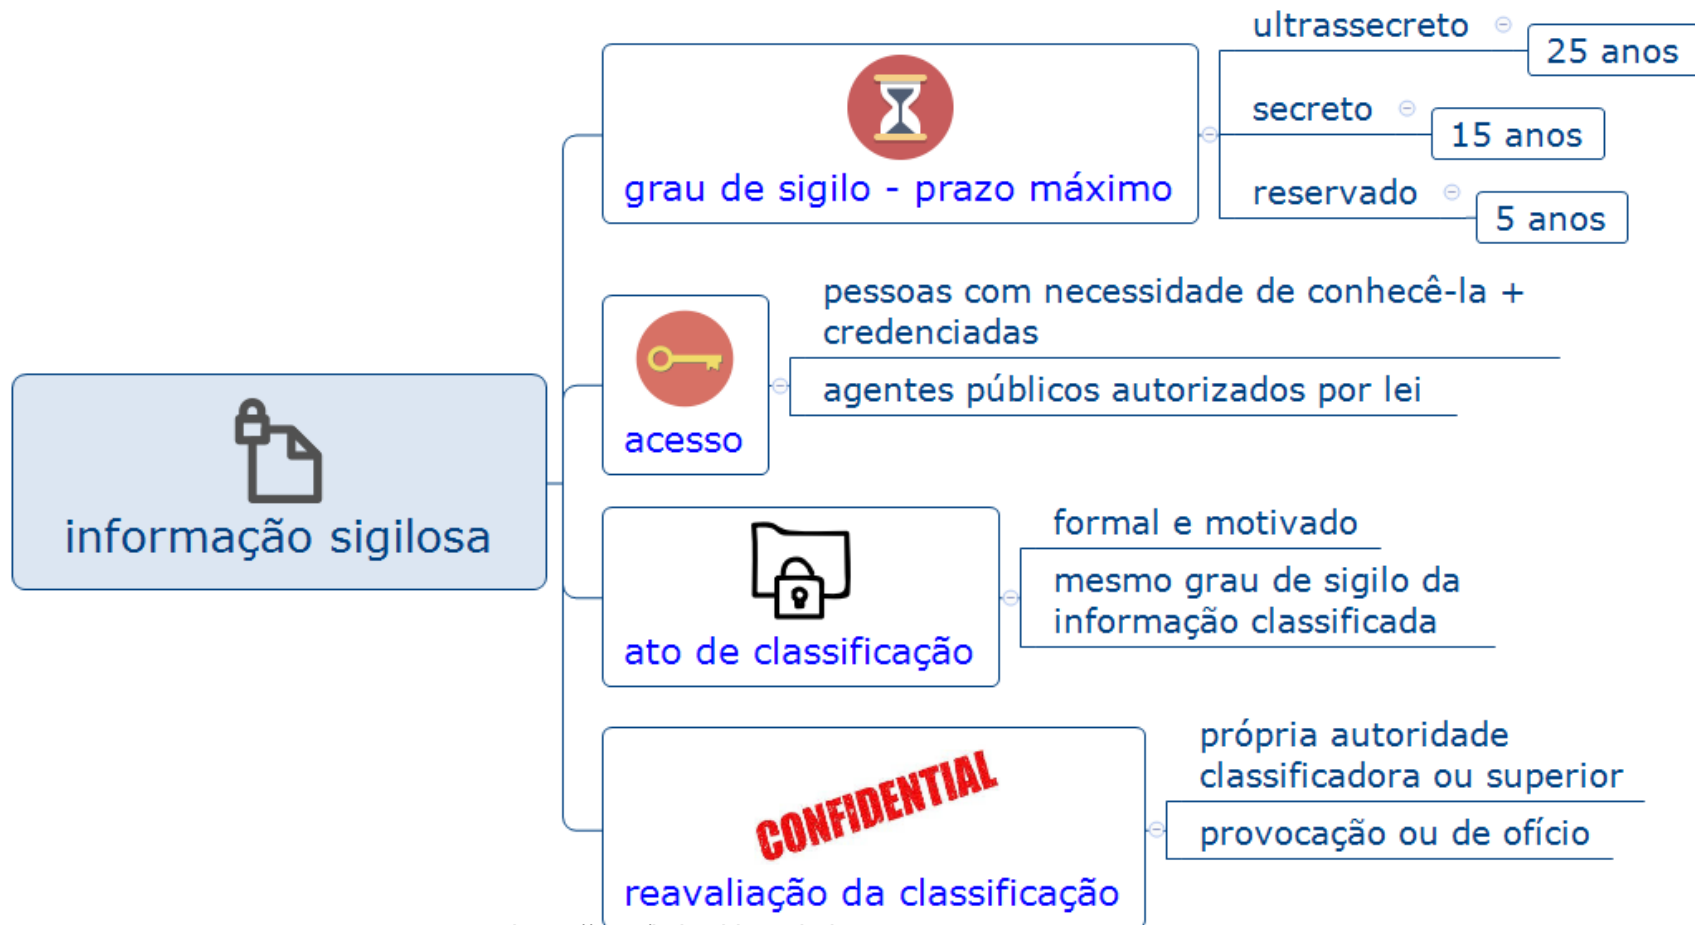 ultrassecreto
25 anos
secreto
15 anos
reservado
5 anos
grau de sigilo - prazo máximo
pessoas com necessidade de conhecê-la +
credenciadas
agentes públicos autorizados por lei
acesso
informação sigilosa
formal e motivado
mesmo grau de sigilo da
informação classificada
ato de classificação
própria autoridade
classificadora ou superior
provocação ou de ofício
CONFIDENTIAL
reavaliação da classificação